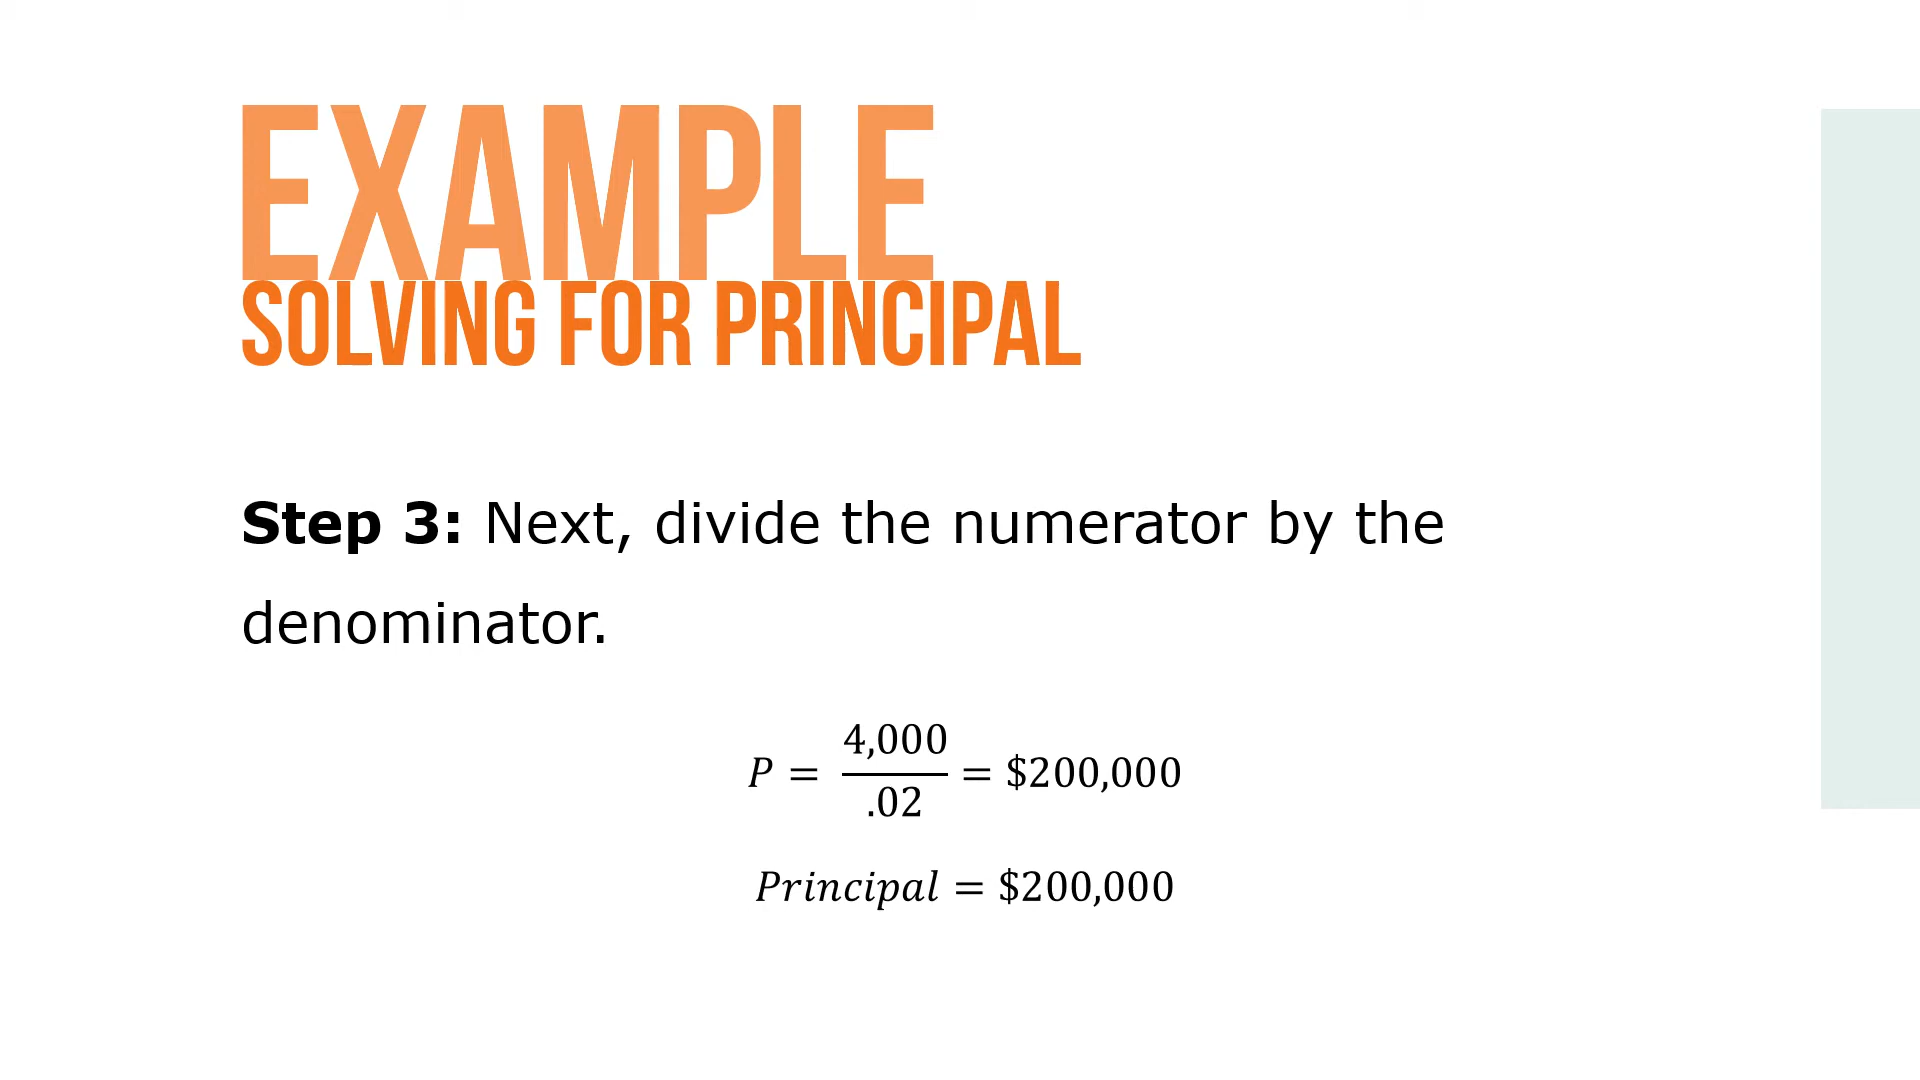 EXAMPLE
SOLVING FOR PRINCIPAL
Step 3: Next, divide the numerator by the
denominator.
P = 4,000 / .02 = $200,000
Principal = $200,000